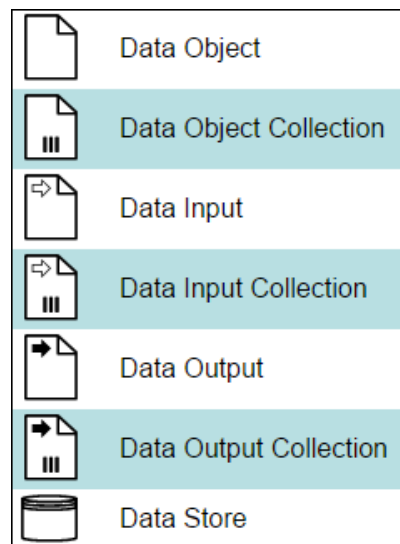 Data Object
Data Object Collection
Data Input
Data Input Collection
Data Output
Data Output Collection
Data Store